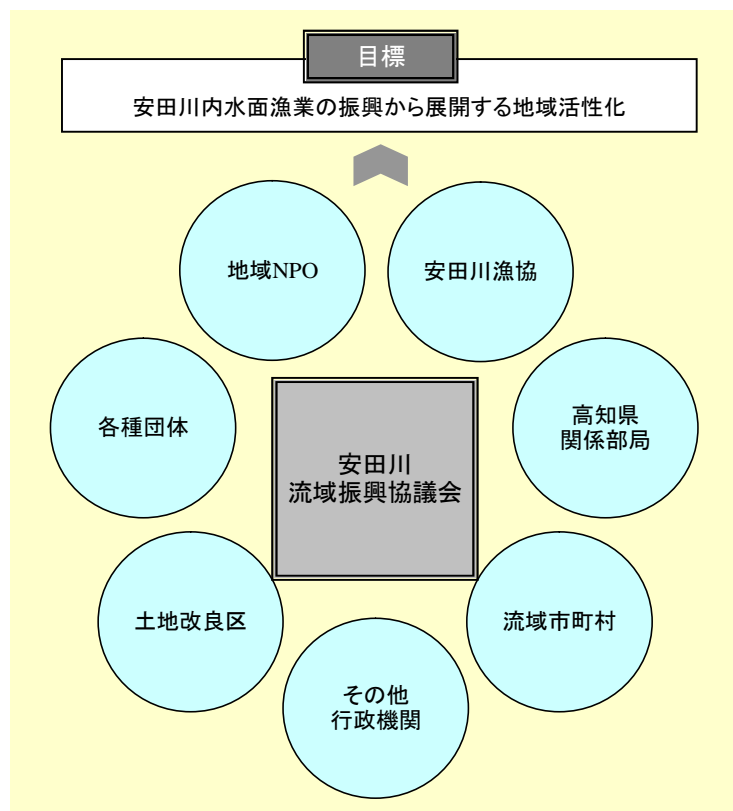 目標
安田川内水面漁業の振興から展開する地域活性化
地域NPO
安田川漁協
各種団体
高知県
関係部局
安田川
流域振興協議会
土地改良区
流域市町村
その他
行政機関